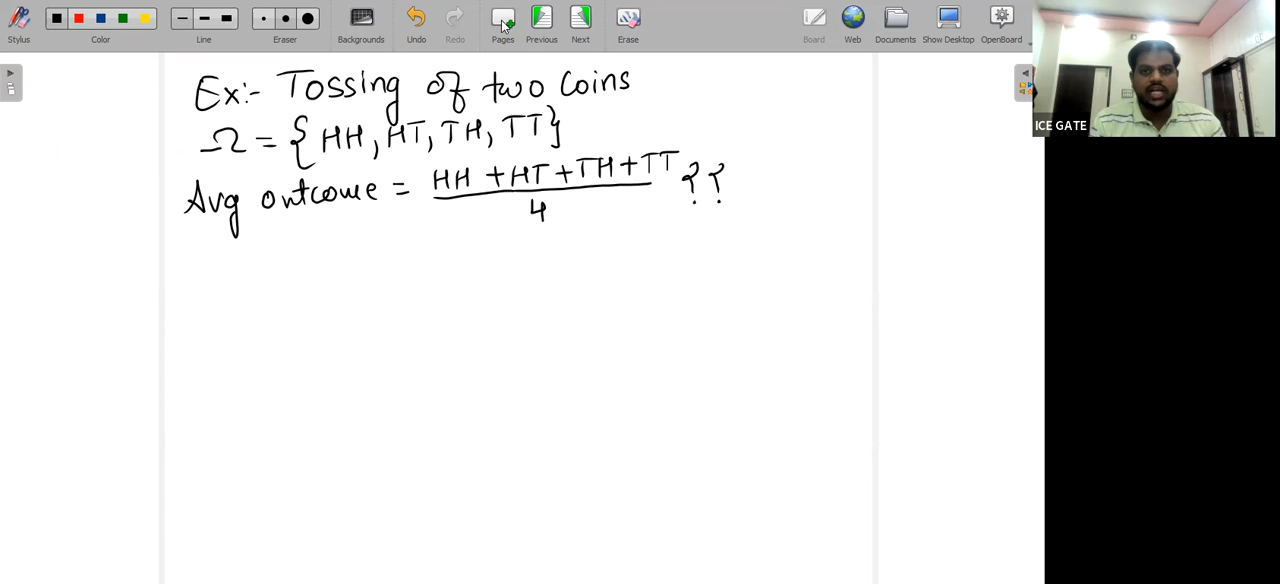 Stylus Color Line Eraser Backgrounds Undo Redo Pages Previous Next Erase Board Web Documents Show Desktop OpenBoard
Ex:- Tossing of two coins
Ω = {HH, HT, TH, TT}
Avg outcome = HH + HT + TH + TT ??
4
ICE GATE